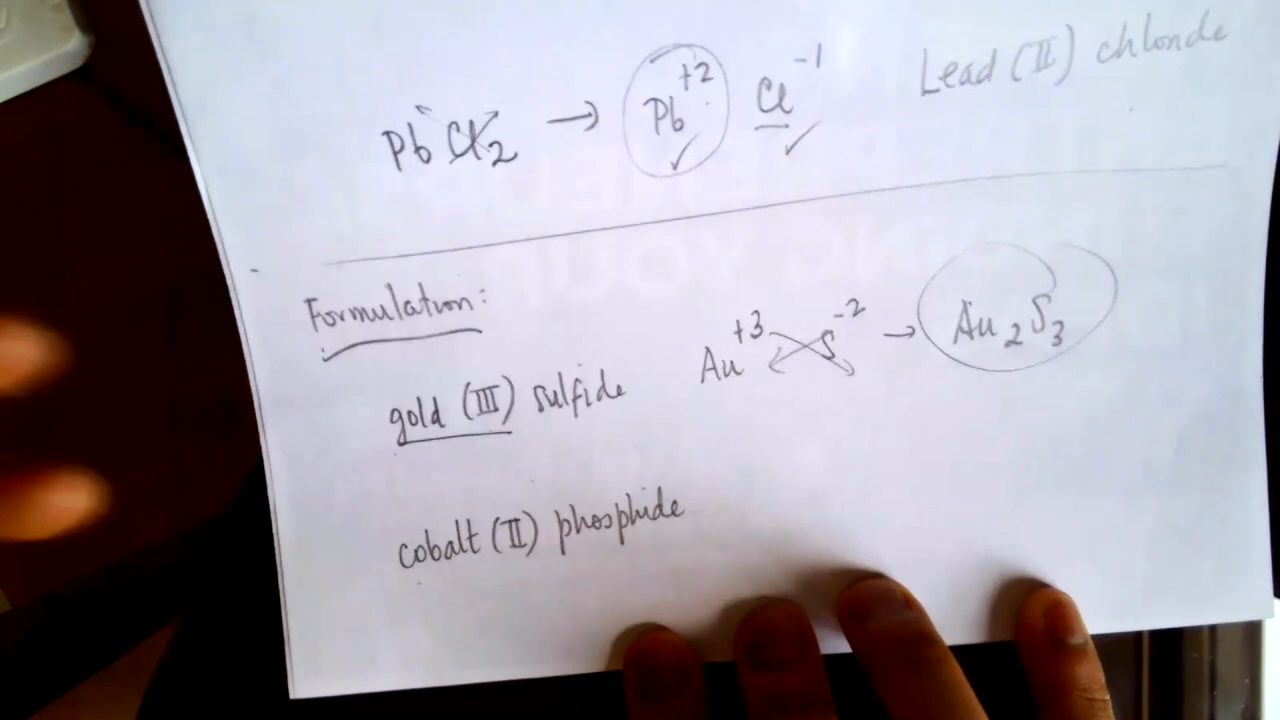 PbCl2 → Pb+2 Cl-1 Lead (II) chloride
Formulation:
gold (III) sulfide Au+3 S-2 → Au2S3
cobalt (II) phosphide